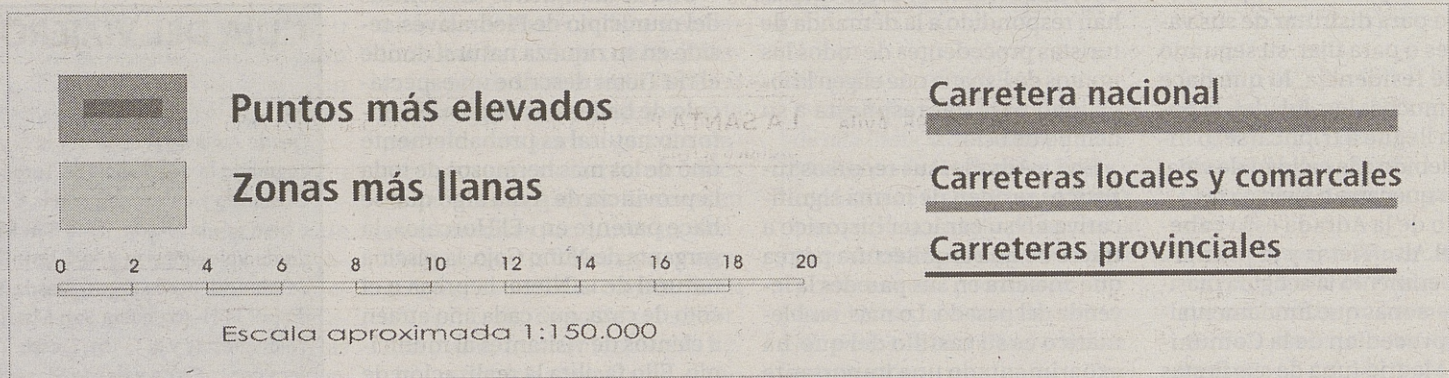 Puntos más elevados
Zonas más llanas
0 2 4 6 8 10 12 14 16 18 20
Escala aproximada 1:150.000
Carretera nacional
Carreteras locales y comarcales
Carreteras provinciales